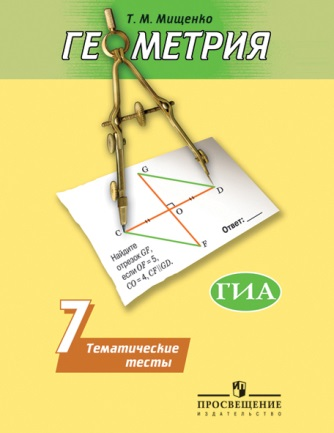 Т. М. Мищенко
ГЕОМЕТРИЯ
G
D
O
C
F
Найдите
отрезок GF,
если OF = 5,
CO = 4, CF||GD.
Ответ:
ГИА
7
Тематические
тесты
ПРОСВЕЩЕНИЕ
ИЗДАТЕЛЬСТВО